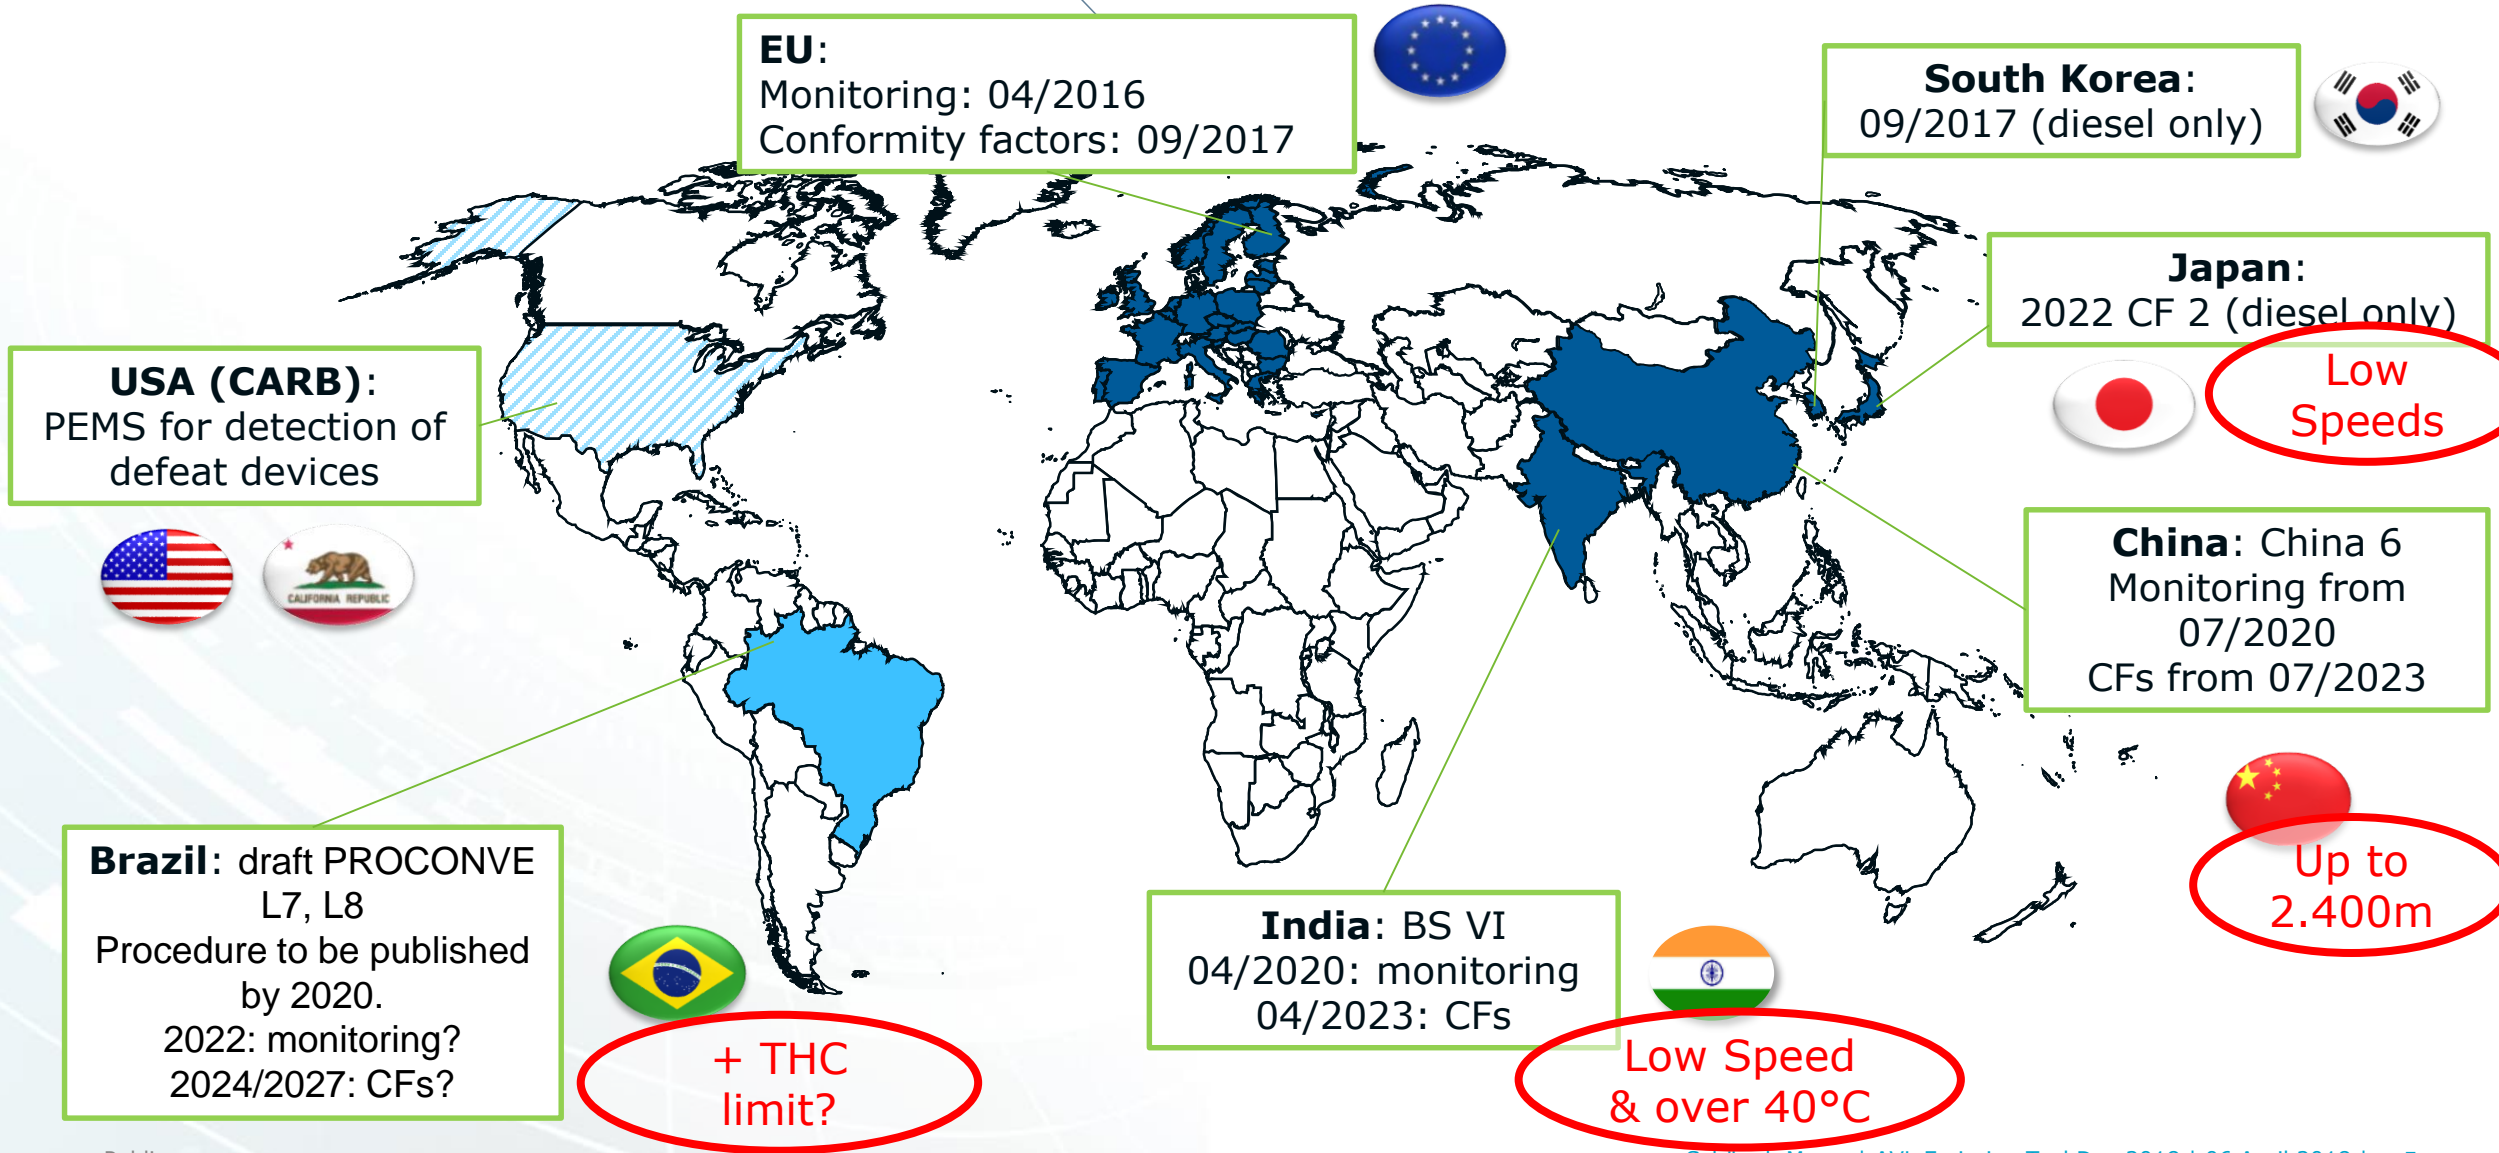 EU:
Monitoring: 04/2016
Conformity factors: 09/2017
South Korea:
09/2017 (diesel only)
Japan:
2022 CF 2 (diesel only)
Low
Speeds
USA (CARB):
PEMS for detection of
defeat devices
CALIFORNIA REPUBLIC
China: China 6
Monitoring from
07/2020
CFs from 07/2023
Up to
2.400m
Brazil: draft PROCONVE
L7, L8
Procedure to be published
by 2020.
2022: monitoring?
2024/2027: CFs?
+ THC
limit?
India: BS VI
04/2020: monitoring
04/2023: CFs
Low Speed
& over 40°C